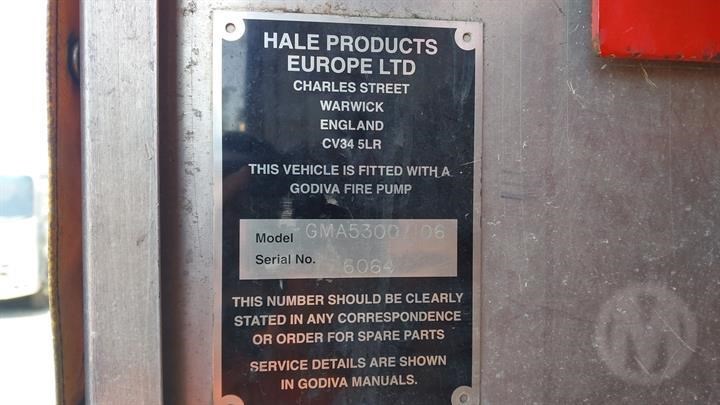 HALE PRODUCTS
EUROPE LTD
CHARLES STREET
WARWICK
ENGLAND
CV34 5LR
THIS VEHICLE IS FITTED WITH A
GODIVA FIRE PUMP
Model GMA5300/106
Serial No. 6064
THIS NUMBER SHOULD BE CLEARLY
STATED IN ANY CORRESPONDENCE
OR ORDER FOR SPARE PARTS
SERVICE DETAILS ARE SHOWN
IN GODIVA MANUALS.
M